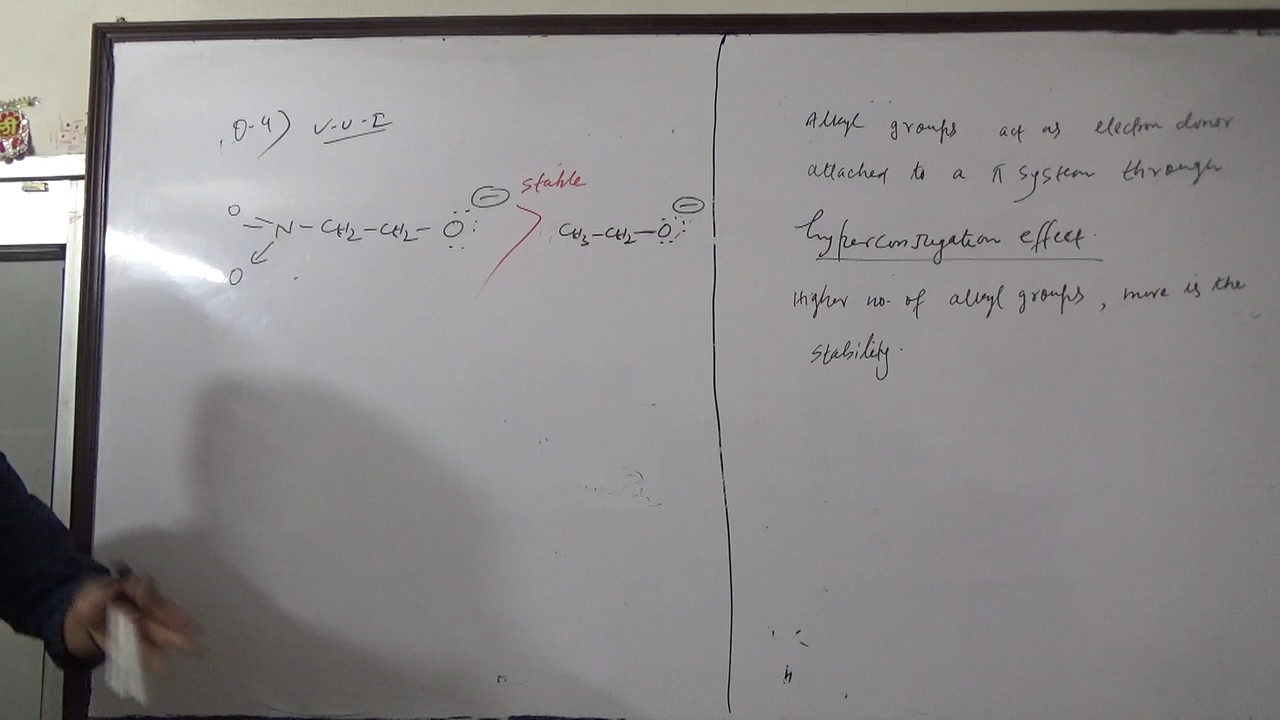 Q-4) V.V.I
stable
O=N-CH2-CH2-O⊖ > CH3-CH2-O⊖
O
Alkyl groups act as electron donor
attached to a π system through
hyperconjugation effect.
Higher no. of alkyl groups, more is the
stability.